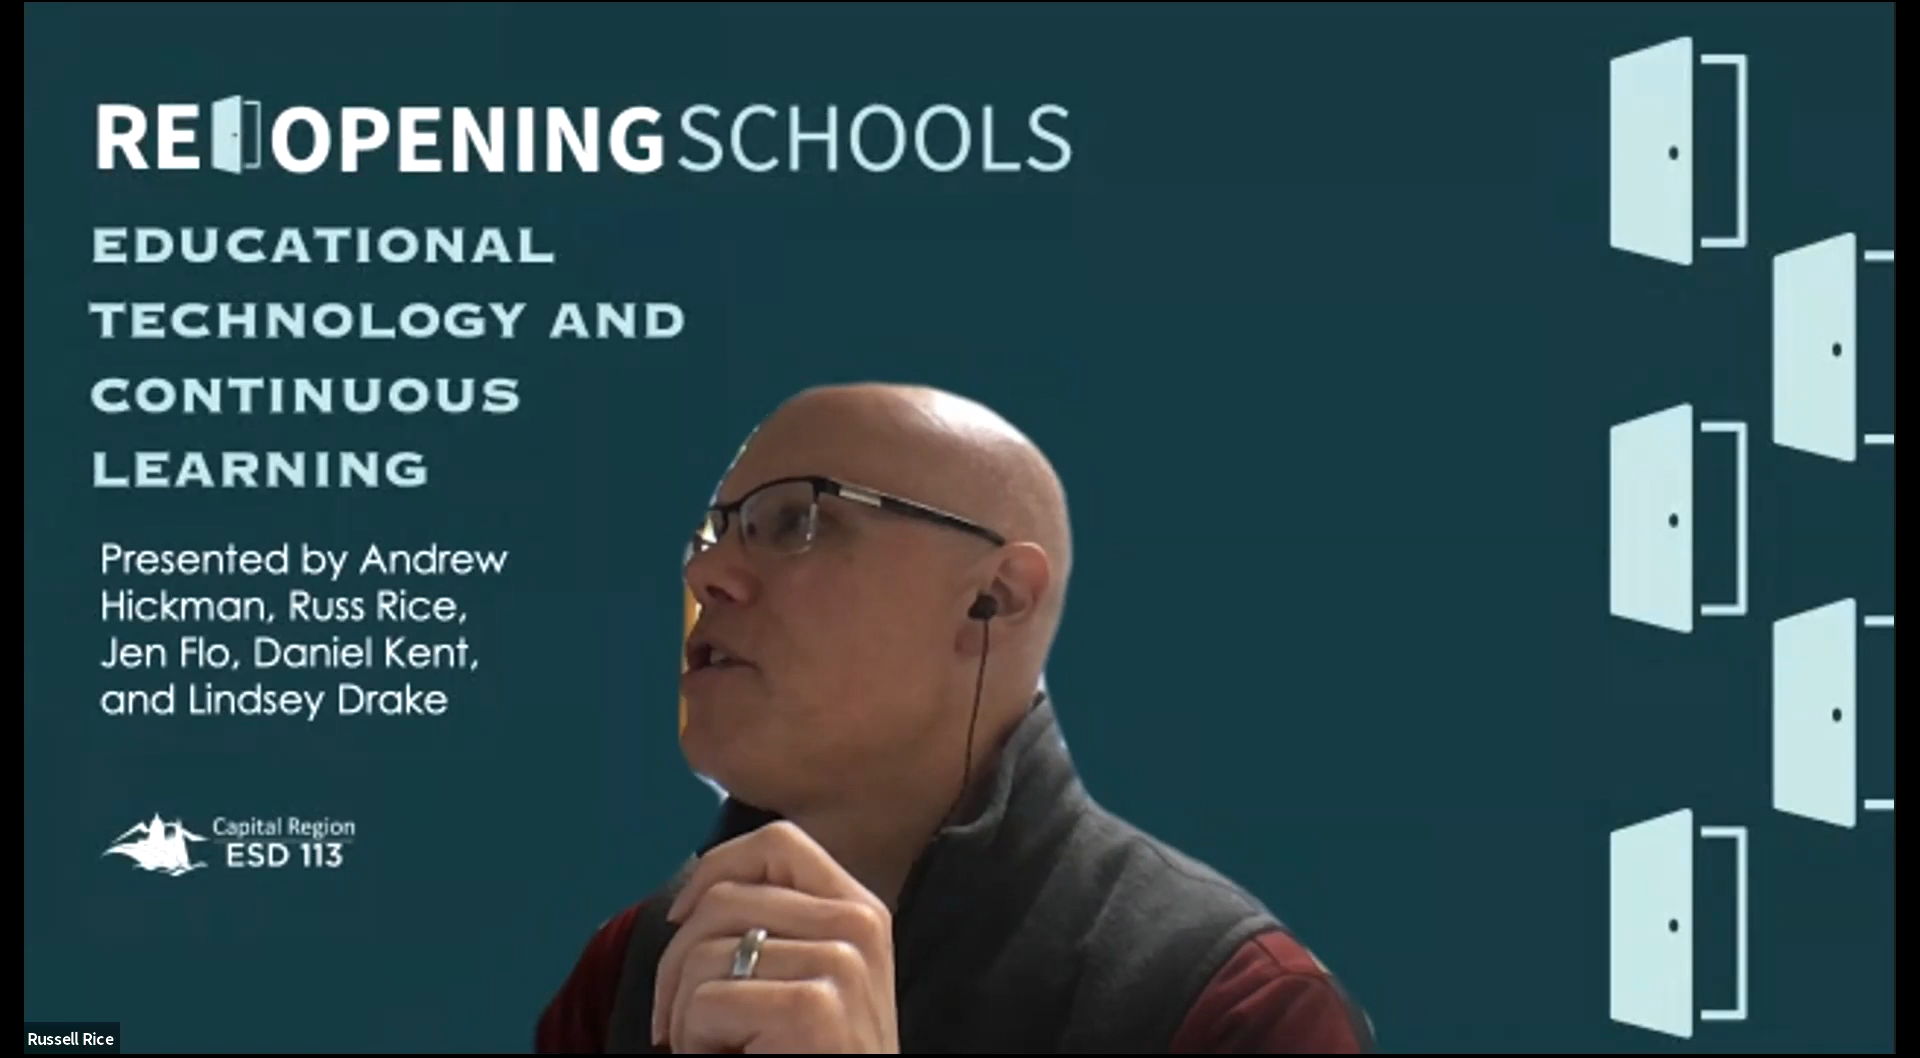 REOPENING SCHOOLS
EDUCATIONAL
TECHNOLOGY AND
CONTINUOUS
LEARNING
Presented by Andrew
Hickman, Russ Rice,
Jen Flo, Daniel Kent,
and Lindsey Drake
Capital Region
ESD 113
Russell Rice